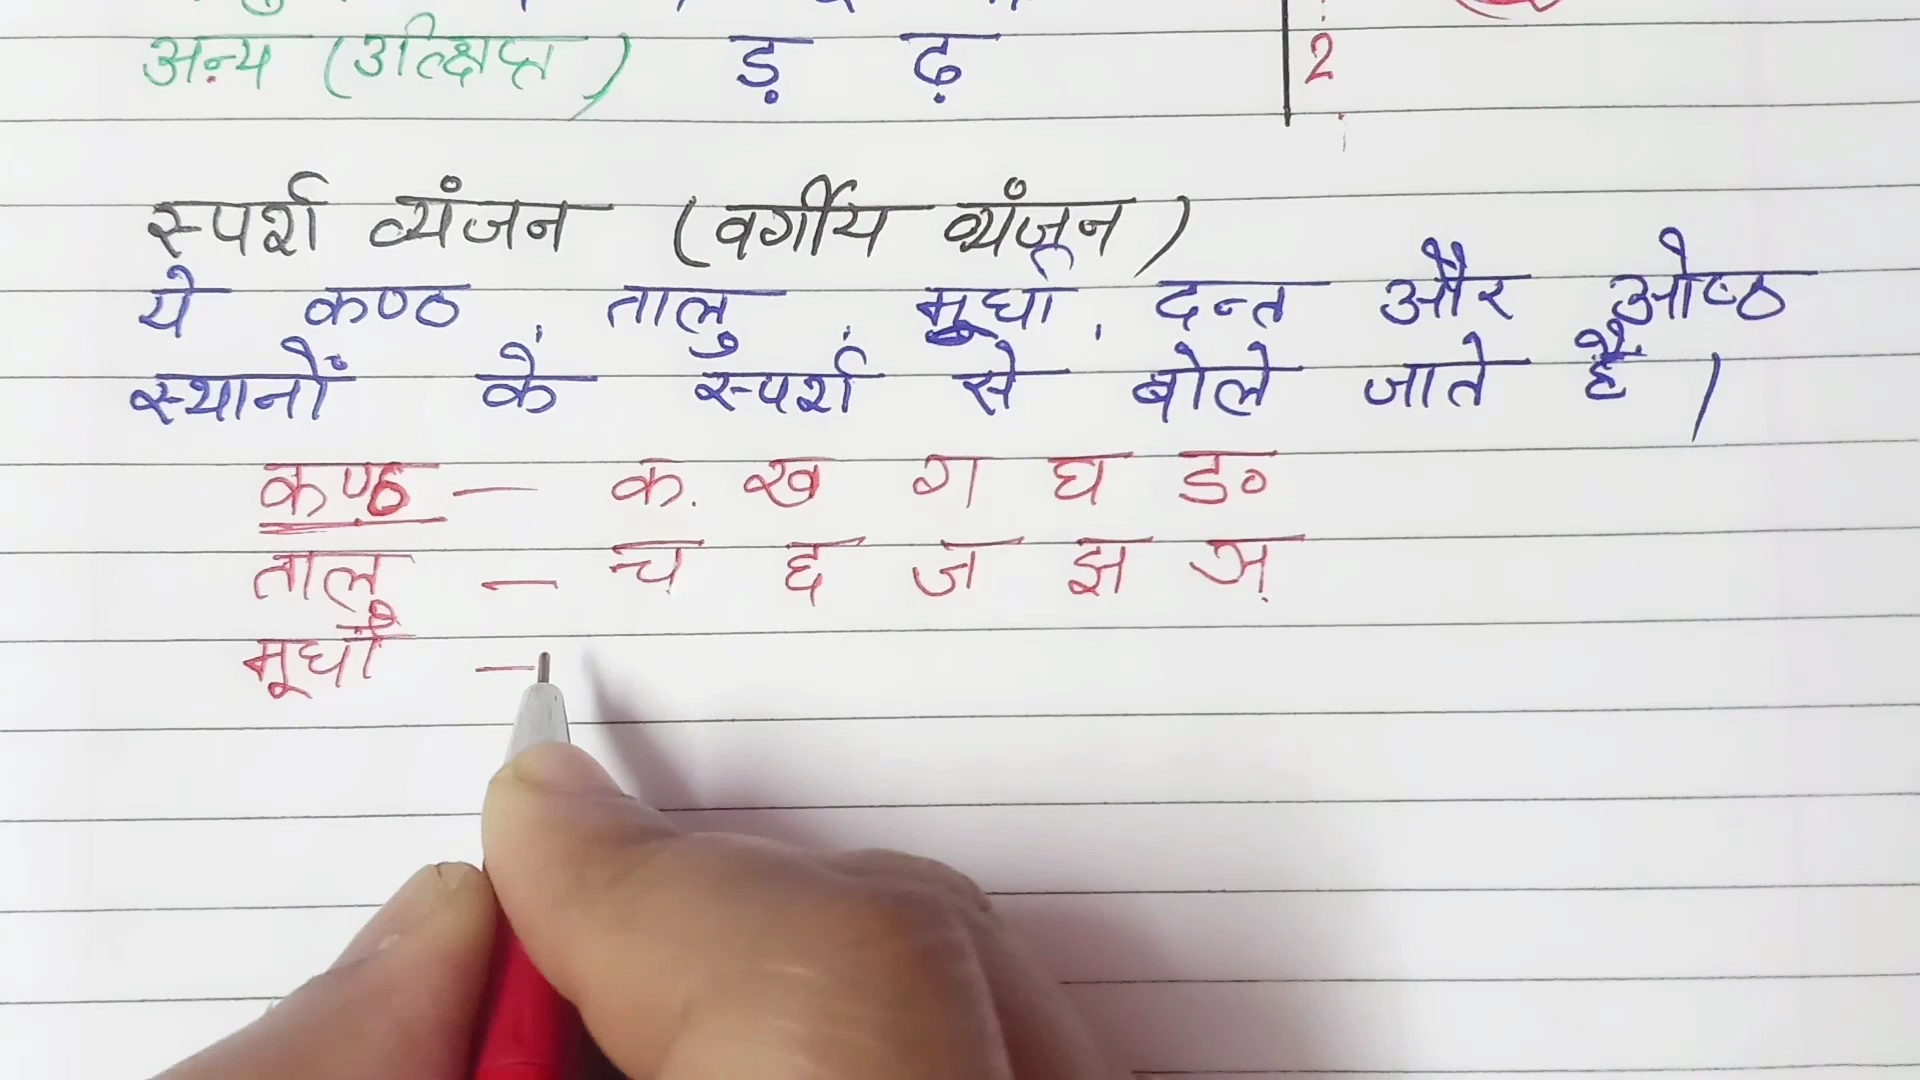 अन्य (उत्क्षिप्त) ड़ ढ़ 2
स्पर्श व्यंजन (वर्गीय व्यंजन)
ये कण्ठ, तालु, मूर्धा, दन्त और ओष्ठ
स्थानों के स्पर्श से बोले जाते हैं।
कण्ठ – क ख ग घ ङ
तालु – च छ ज झ ञ
मूर्धा –